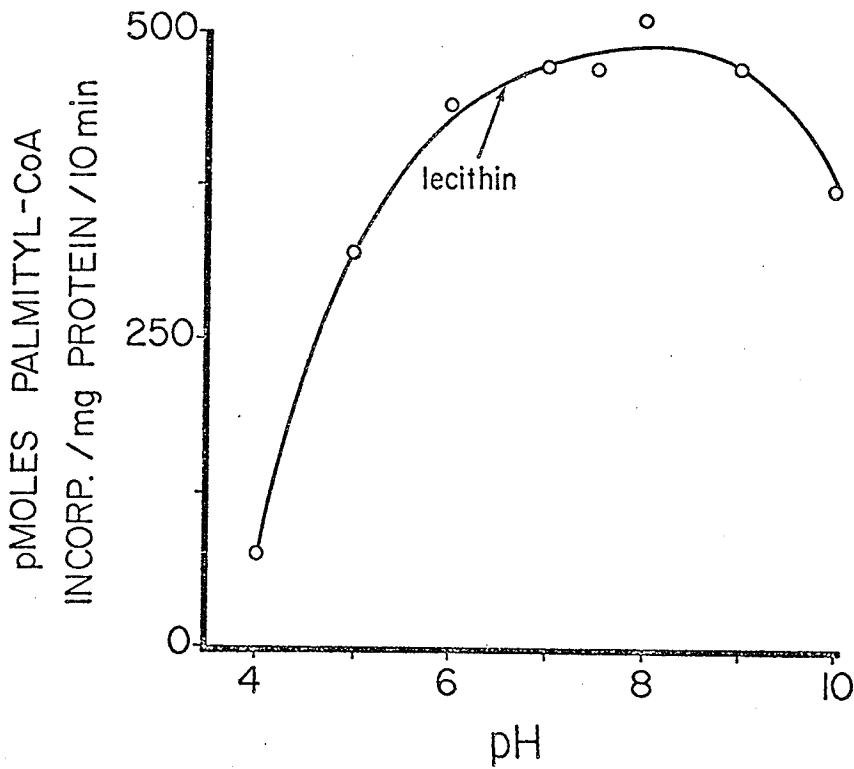 pMOLES PALMITYL-CoA
INCORP. /mg PROTEIN /10 min
500
250
0
lecithin
4
6
8
10
pH